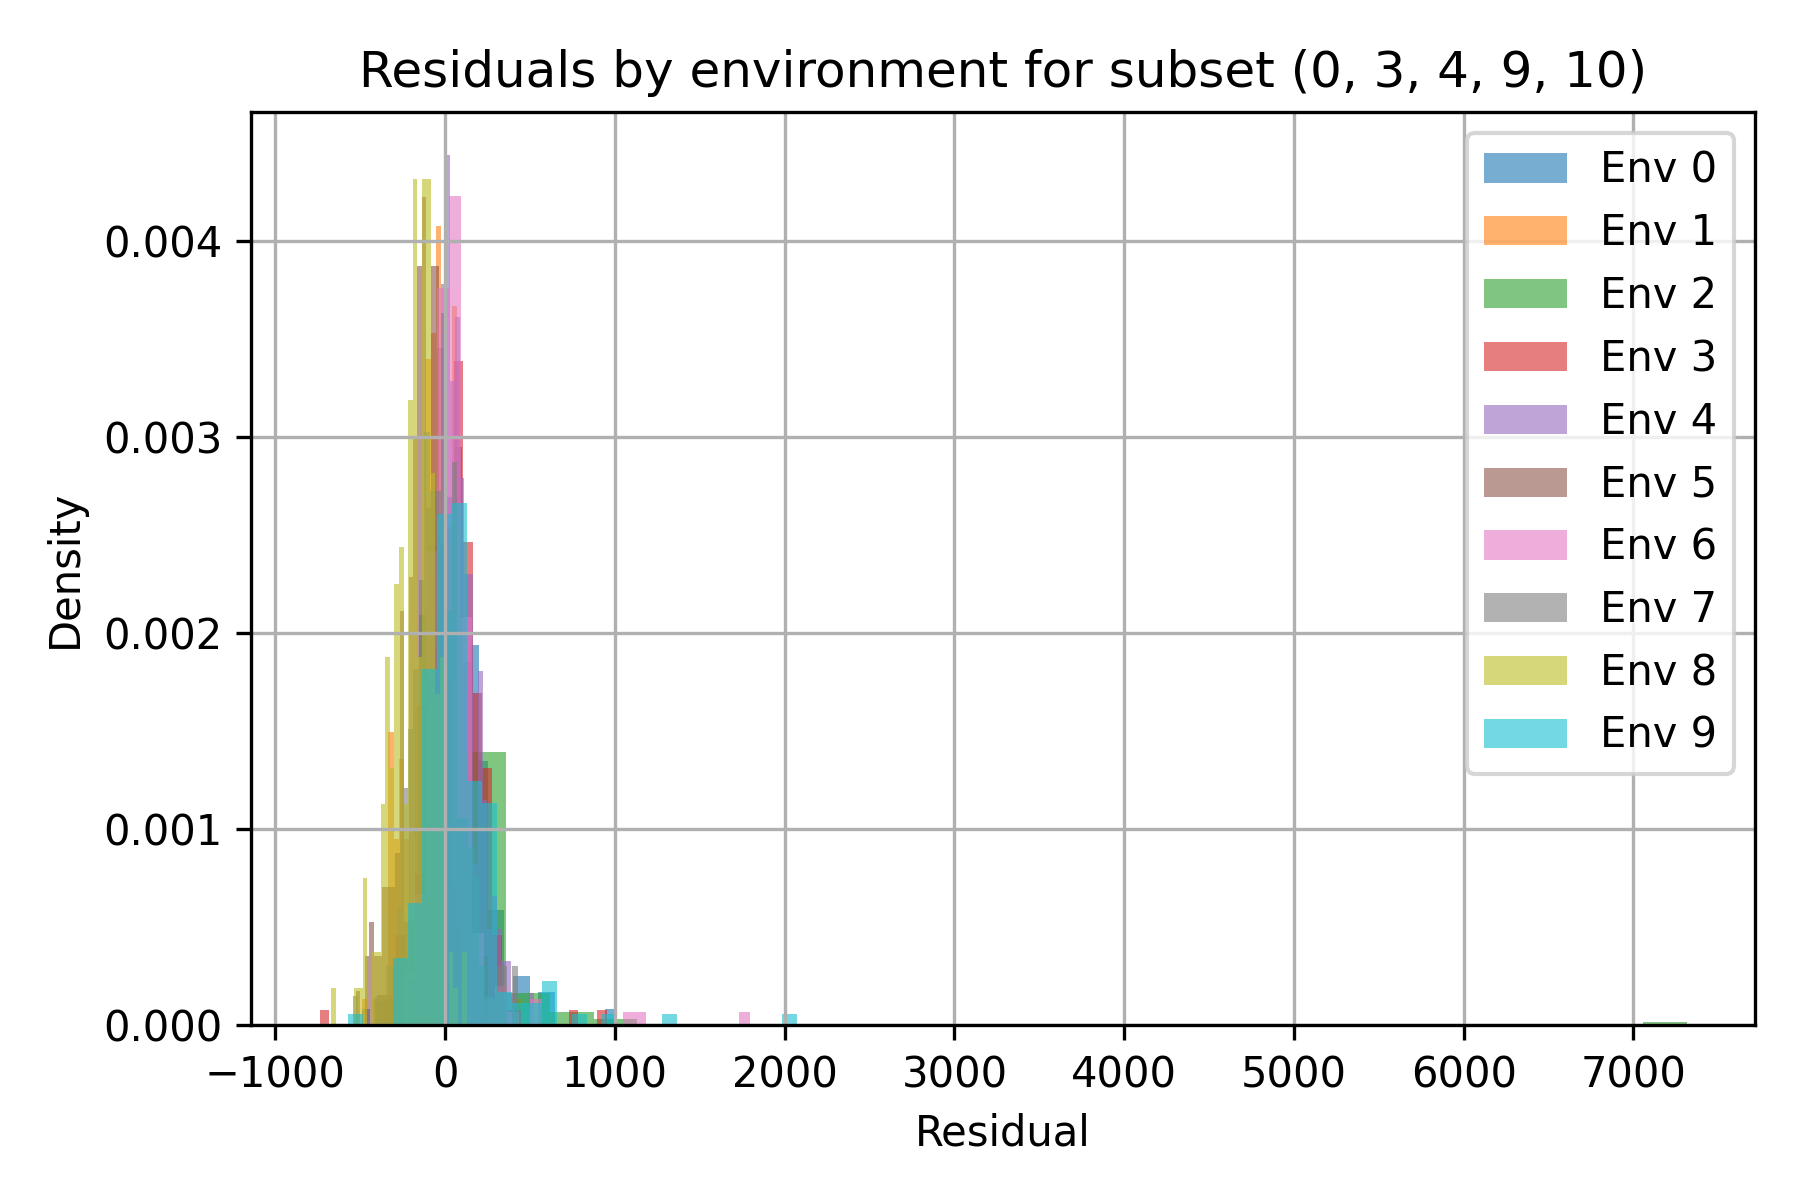 Residuals by environment for subset (0, 3, 4, 9, 10)
Density
0.004
0.003
0.002
0.001
0.000
−1000 0 1000 2000 3000 4000 5000 6000 7000
Residual
Env 0
Env 1
Env 2
Env 3
Env 4
Env 5
Env 6
Env 7
Env 8
Env 9